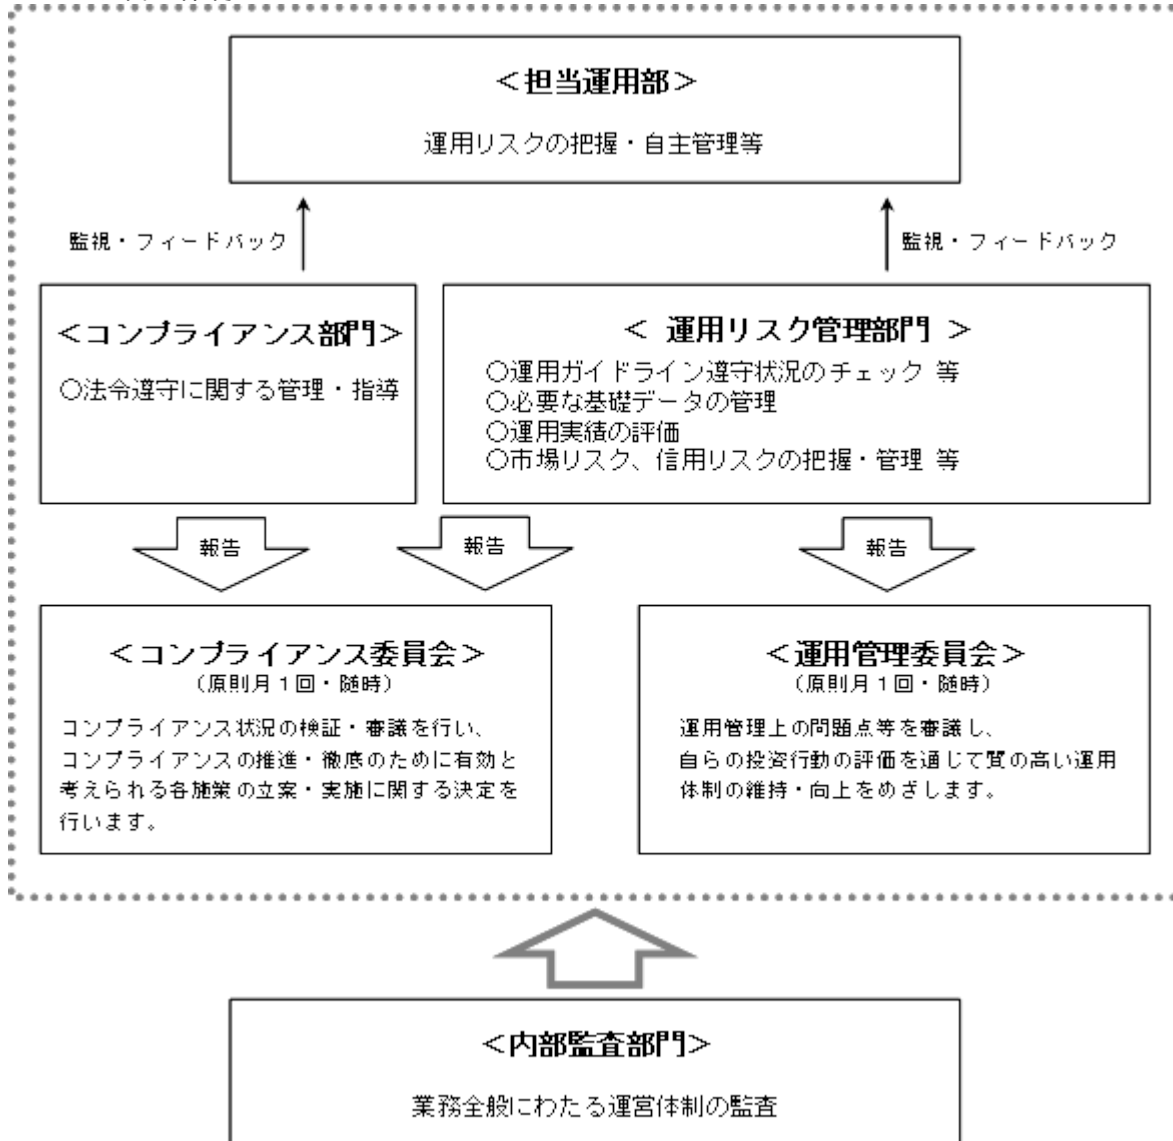 ＜担当運用部＞
運用リスクの把握・自主管理等
監視・フィードバック
監視・フィードバック
＜コンプライアンス部門＞
○法令遵守に関する管理・指導
＜ 運用リスク管理部門 ＞
○運用ガイドライン遵守状況のチェック 等
○必要な基礎データの管理
○運用実績の評価
○市場リスク、信用リスクの把握・管理 等
報告
報告
報告
＜コンプライアンス委員会＞
（原則月１回・随時）
コンプライアンス状況の検証・審議を行い、
コンプライアンスの推進・徹底のために有効と
考えられる各施策の立案・実施に関する決定を
行います。
＜運用管理委員会＞
（原則月１回・随時）
運用管理上の問題点等を審議し、
自らの投資行動の評価を通じて質の高い運用
体制の維持・向上をめざします。
＜内部監査部門＞
業務全般にわたる運営体制の監査